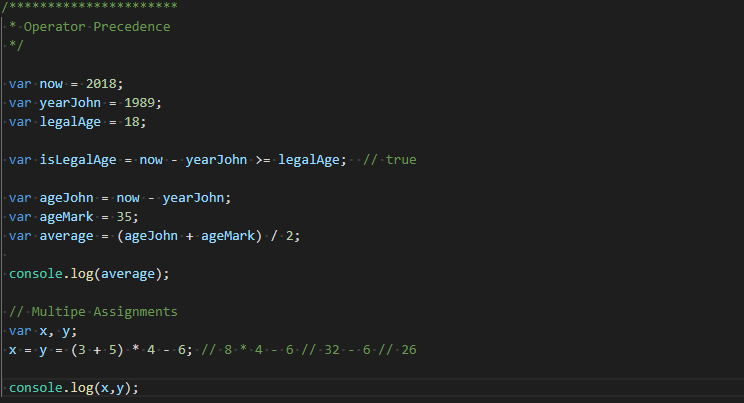 /**********************
* Operator Precedence
*/
var now = 2018;
var yearJohn = 1989;
var legalAge = 18;
var isLegalAge = now - yearJohn >= legalAge; // true
var ageJohn = now - yearJohn;
var ageMark = 35;
var average = (ageJohn + ageMark) / 2;
console.log(average);
// Multipe Assignments
var x, y;
x = y = (3 + 5) * 4 - 6; // 8 * 4 - 6 // 32 - 6 // 26
console.log(x,y);